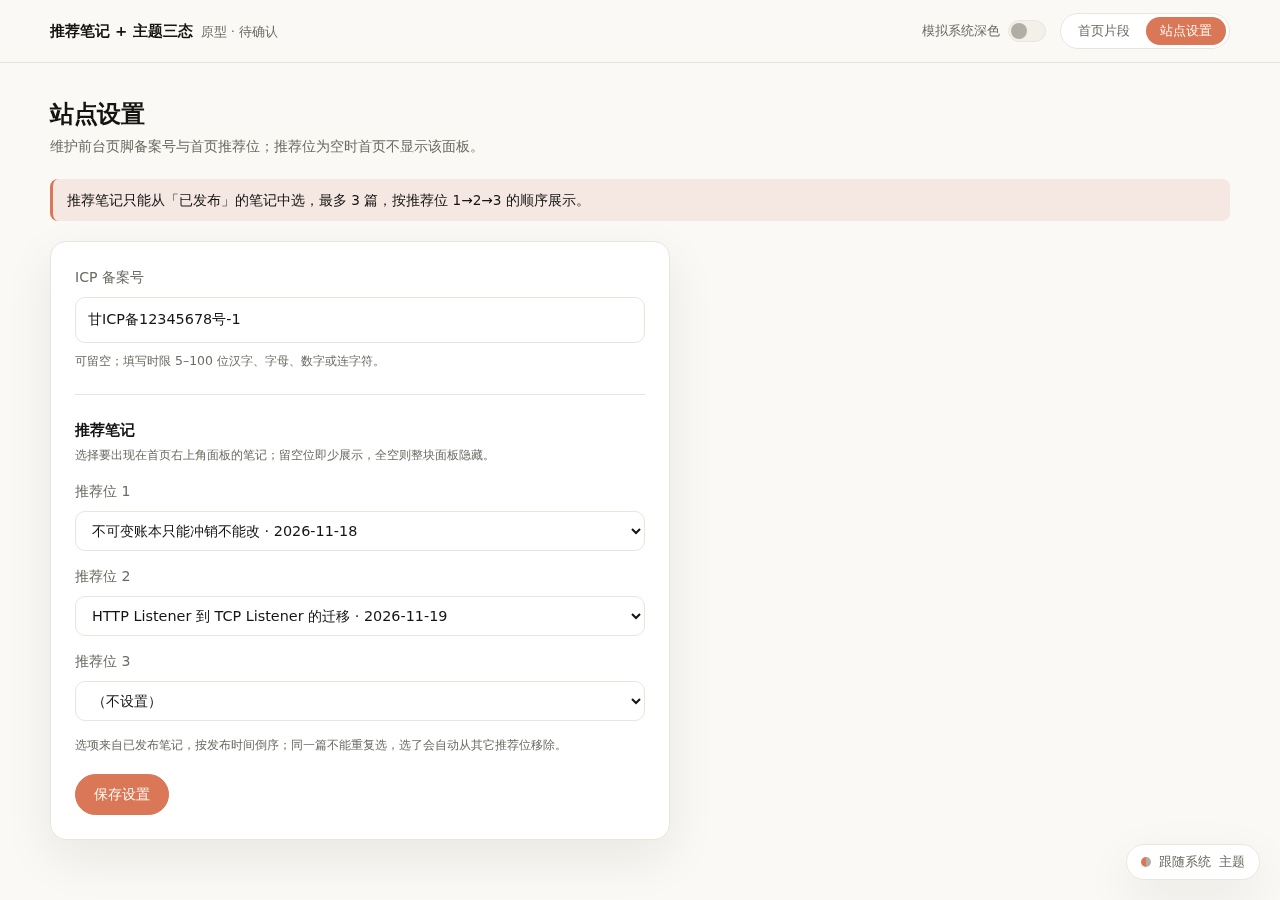 推荐笔记 + 主题三态 原型 · 待确认
模拟系统深色
首页片段
站点设置
站点设置
维护前台页脚备案号与首页推荐位；推荐位为空时首页不显示该面板。
推荐笔记只能从「已发布」的笔记中选，最多 3 篇，按推荐位 1→2→3 的顺序展示。
ICP 备案号
甘ICP备12345678号-1
可留空；填写时限 5–100 位汉字、字母、数字或连字符。
推荐笔记
选择要出现在首页右上角面板的笔记；留空位即少展示，全空则整块面板隐藏。
推荐位 1
不可变账本只能冲销不能改 · 2026-11-18
推荐位 2
HTTP Listener 到 TCP Listener 的迁移 · 2026-11-19
推荐位 3
（不设置）
选项来自已发布笔记，按发布时间倒序；同一篇不能重复选，选了会自动从其它推荐位移除。
保存设置
跟随系统 主题